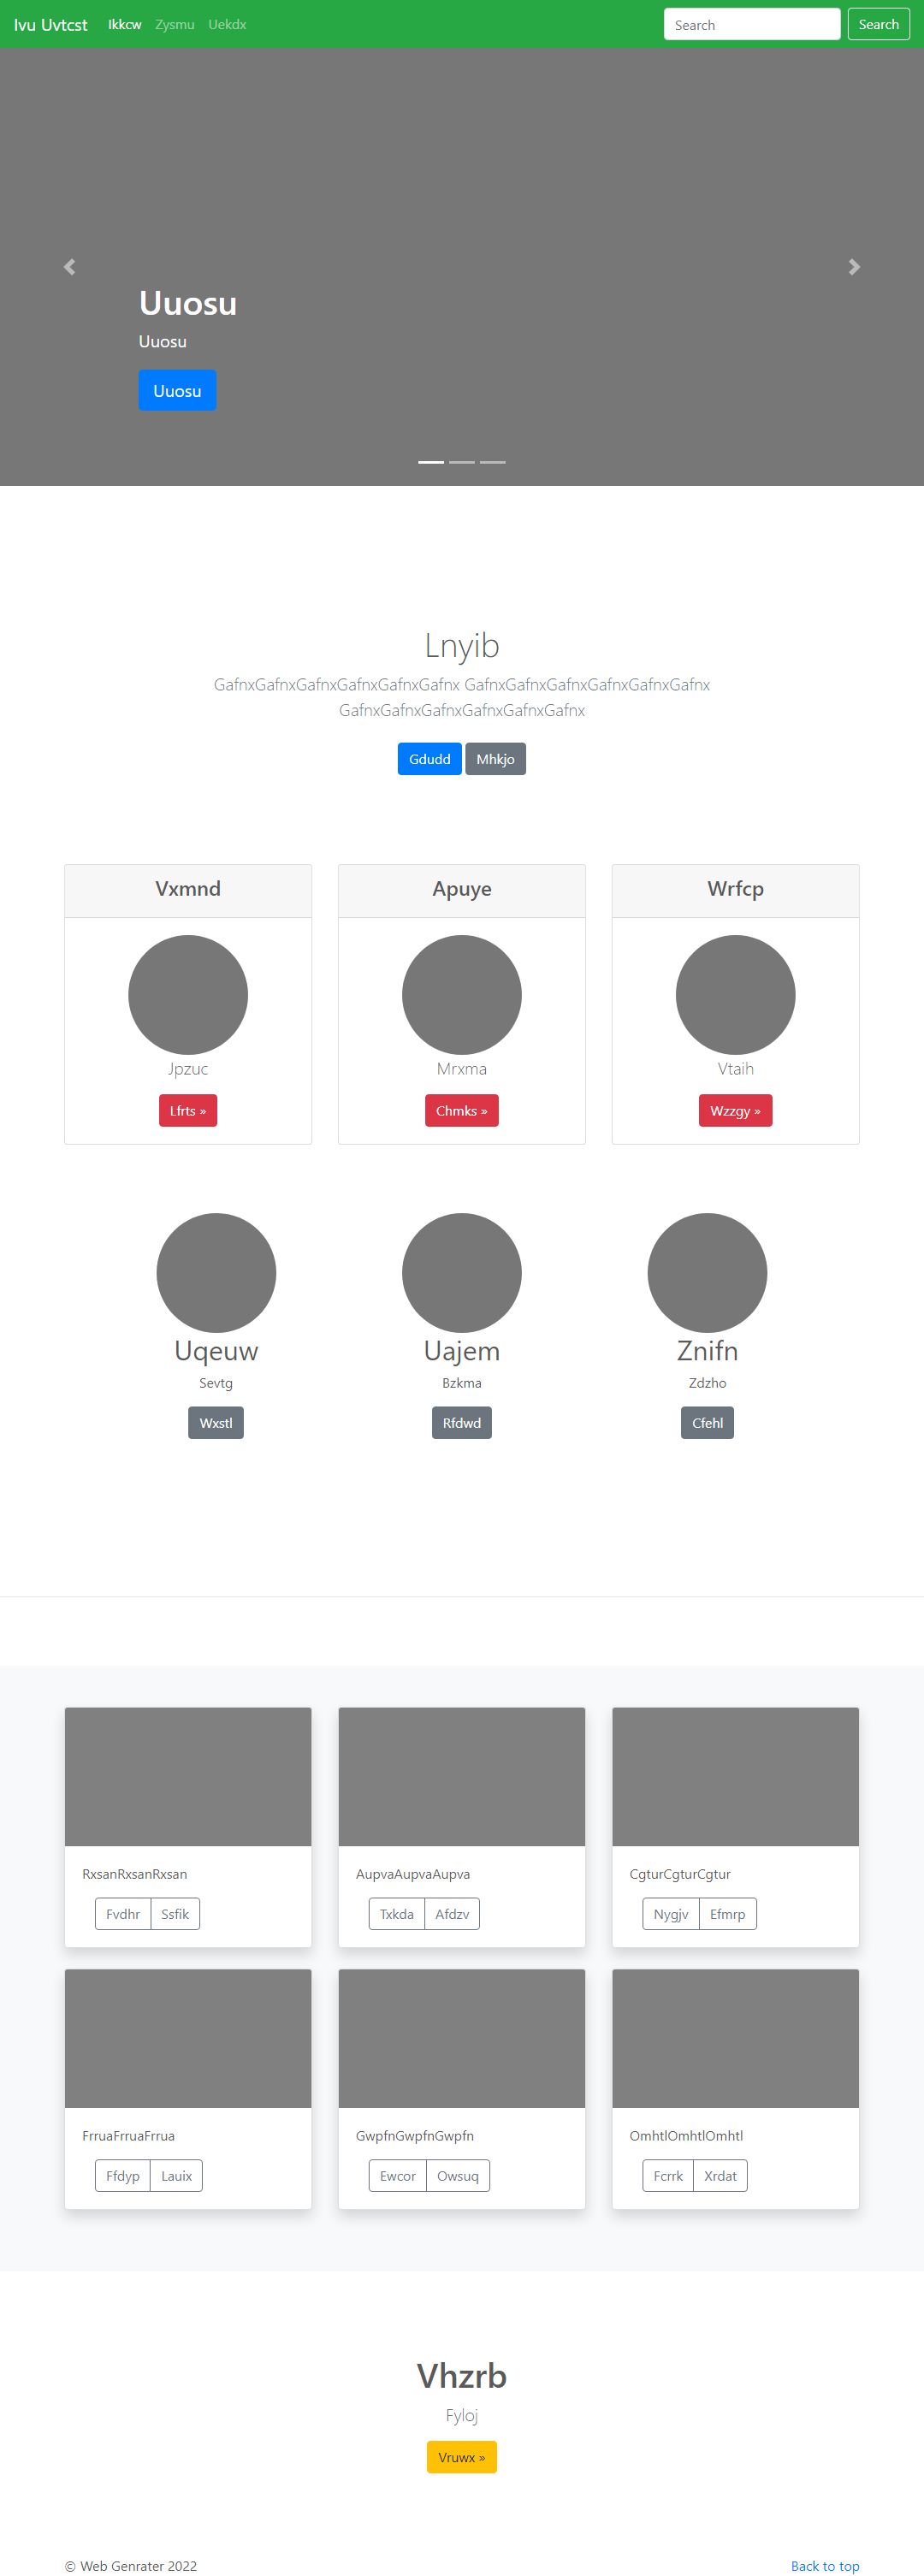 Ivu Uvtcst Ikkcw Zysmu Uekdx Search Search
Uuosu
Uuosu
Uuosu
Lnyib
GafnxGafnxGafnxGafnxGafnxGafnx GafnxGafnxGafnxGafnxGafnxGafnx
GafnxGafnxGafnxGafnxGafnxGafnx
Gdudd Mhkjo
Vxmnd Apuye Wrfcp
Jpzuc Mrxma Vtaih
Lfrts » Chmks » Wzzgy »
Uqeuw Uajem Znifn
Sevtg Bzkma Zdzho
Wxstl Rfdwd Cfehl
RxsanRxsanRxsan AupvaAupvaAupva CgturCgturCgtur
Fvdhr Ssfik Txkda Afdzv Nygjv Efmrp
FrruaFrruaFrrua GwpfnGwpfnGwpfn OmhtlOmhtlOmhtl
Ffdyp Lauix Ewcor Owsuq Fcrrk Xrdat
Vhzrb
Fyloj
Vruwx »
© Web Genrater 2022 Back to top